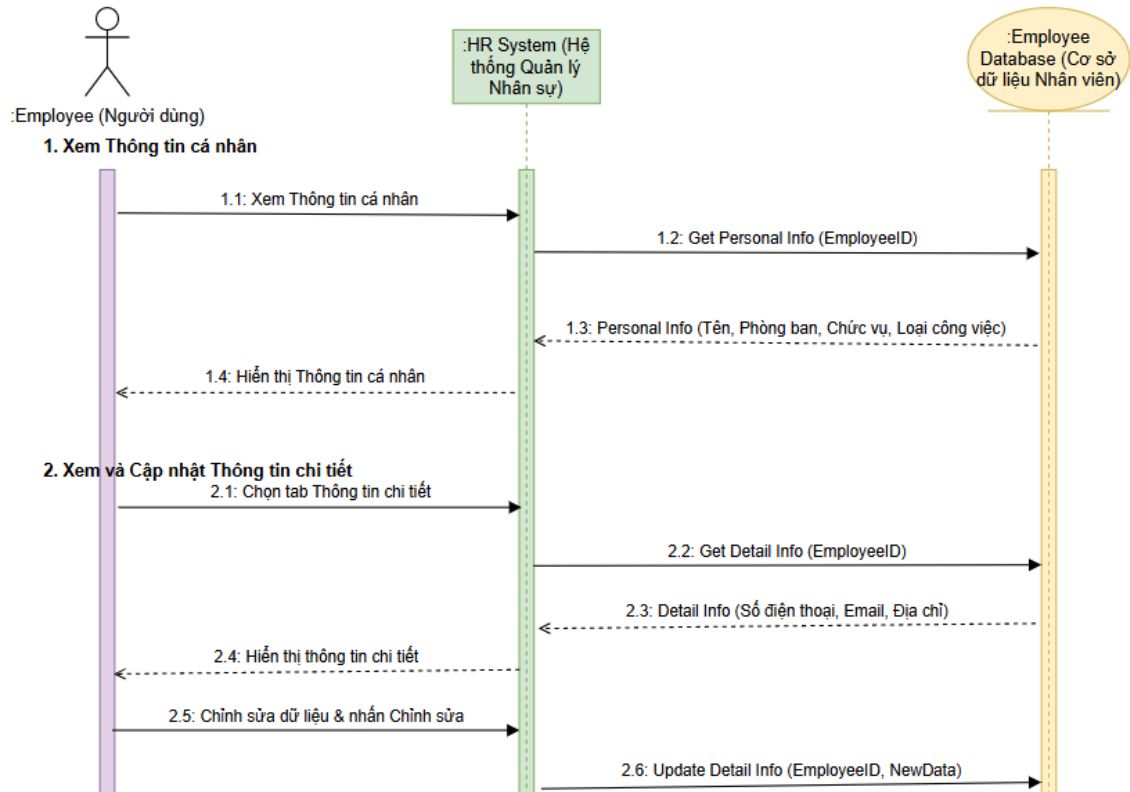 :HR System (Hệ
thống Quản lý
Nhân sự)
:Employee
Database (Cơ sở
dữ liệu Nhân viên)
:Employee (Người dùng)
1. Xem Thông tin cá nhân
1.1: Xem Thông tin cá nhân
1.2: Get Personal Info (EmployeeID)
1.3: Personal Info (Tên, Phòng ban, Chức vụ, Loại công việc)
1.4: Hiển thị Thông tin cá nhân
2. Xem và Cập nhật Thông tin chi tiết
2.1: Chọn tab Thông tin chi tiết
2.2: Get Detail Info (EmployeeID)
2.3: Detail Info (Số điện thoại, Email, Địa chỉ)
2.4: Hiển thị thông tin chi tiết
2.5: Chỉnh sửa dữ liệu & nhấn Chỉnh sửa
2.6: Update Detail Info (EmployeeID, NewData)